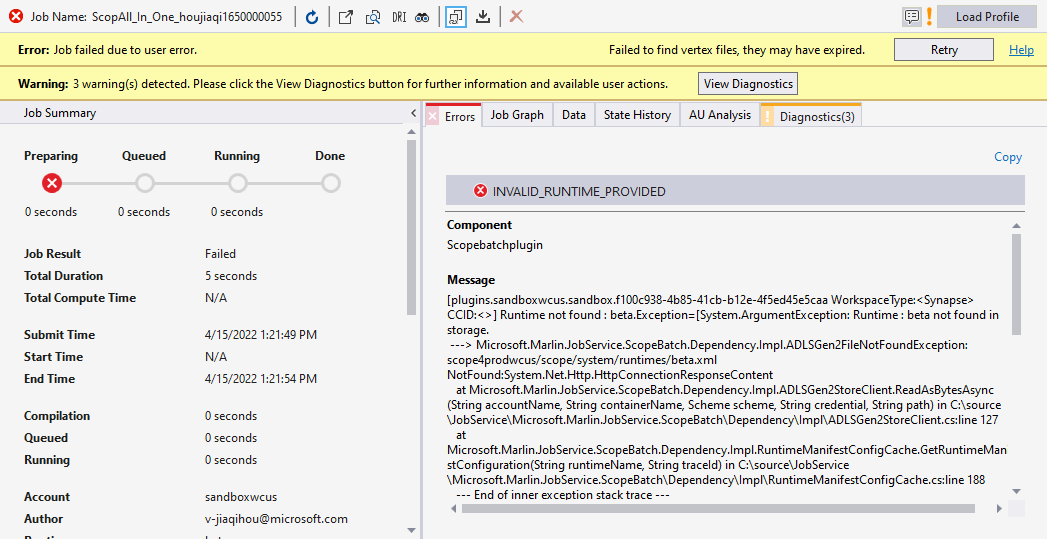 Job Name: ScopAll_In_One_houjiaqi1650000055
DRI
Load Profile
Error: Job failed due to user error.
Failed to find vertex files, they may have expired.
Retry
Help
Warning: 3 warning(s) detected. Please click the View Diagnostics button for further information and available user actions.
View Diagnostics
Job Summary
Preparing Queued Running Done
0 seconds 0 seconds 0 seconds
Job Result Failed
Total Duration 5 seconds
Total Compute Time N/A
Submit Time 4/15/2022 1:21:49 PM
Start Time N/A
End Time 4/15/2022 1:21:54 PM
Compilation 0 seconds
Queued 0 seconds
Running 0 seconds
Account sandboxwcus
Author v-jiaqihou@microsoft.com
Errors Job Graph Data State History AU Analysis Diagnostics(3)
Copy
INVALID_RUNTIME_PROVIDED
Component
Scopebatchplugin
Message
[plugins.sandboxwcus.sandbox.f100c938-4b85-41cb-b12e-4f5ed45e5caa WorkspaceType:<Synapse>
CCID:<>] Runtime not found : beta.Exception=[System.ArgumentException: Runtime : beta not found in
storage.
---> Microsoft.Marlin.JobService.ScopeBatch.Dependency.Impl.ADLSGen2FileNotFoundException:
scope4prodwcus/scope/system/runtimes/beta.xml
NotFound:System.Net.Http.HttpConnectionResponseContent
at Microsoft.Marlin.JobService.ScopeBatch.Dependency.Impl.ADLSGen2StoreClient.ReadAsBytesAsync
(String accountName, String containerName, Scheme scheme, String credential, String path) in C:\source
\JobService\Microsoft.Marlin.JobService.ScopeBatch\Dependency\Impl\ADLSGen2StoreClient.cs:line 127
at
Microsoft.Marlin.JobService.ScopeBatch.Dependency.Impl.RuntimeManifestConfigCache.GetRuntimeMani
stConfiguration(String runtimeName, String traceId) in C:\source\JobService
\Microsoft.Marlin.JobService.ScopeBatch\Dependency\Impl\RuntimeManifestConfigCache.cs:line 188
--- End of inner exception stack trace ---